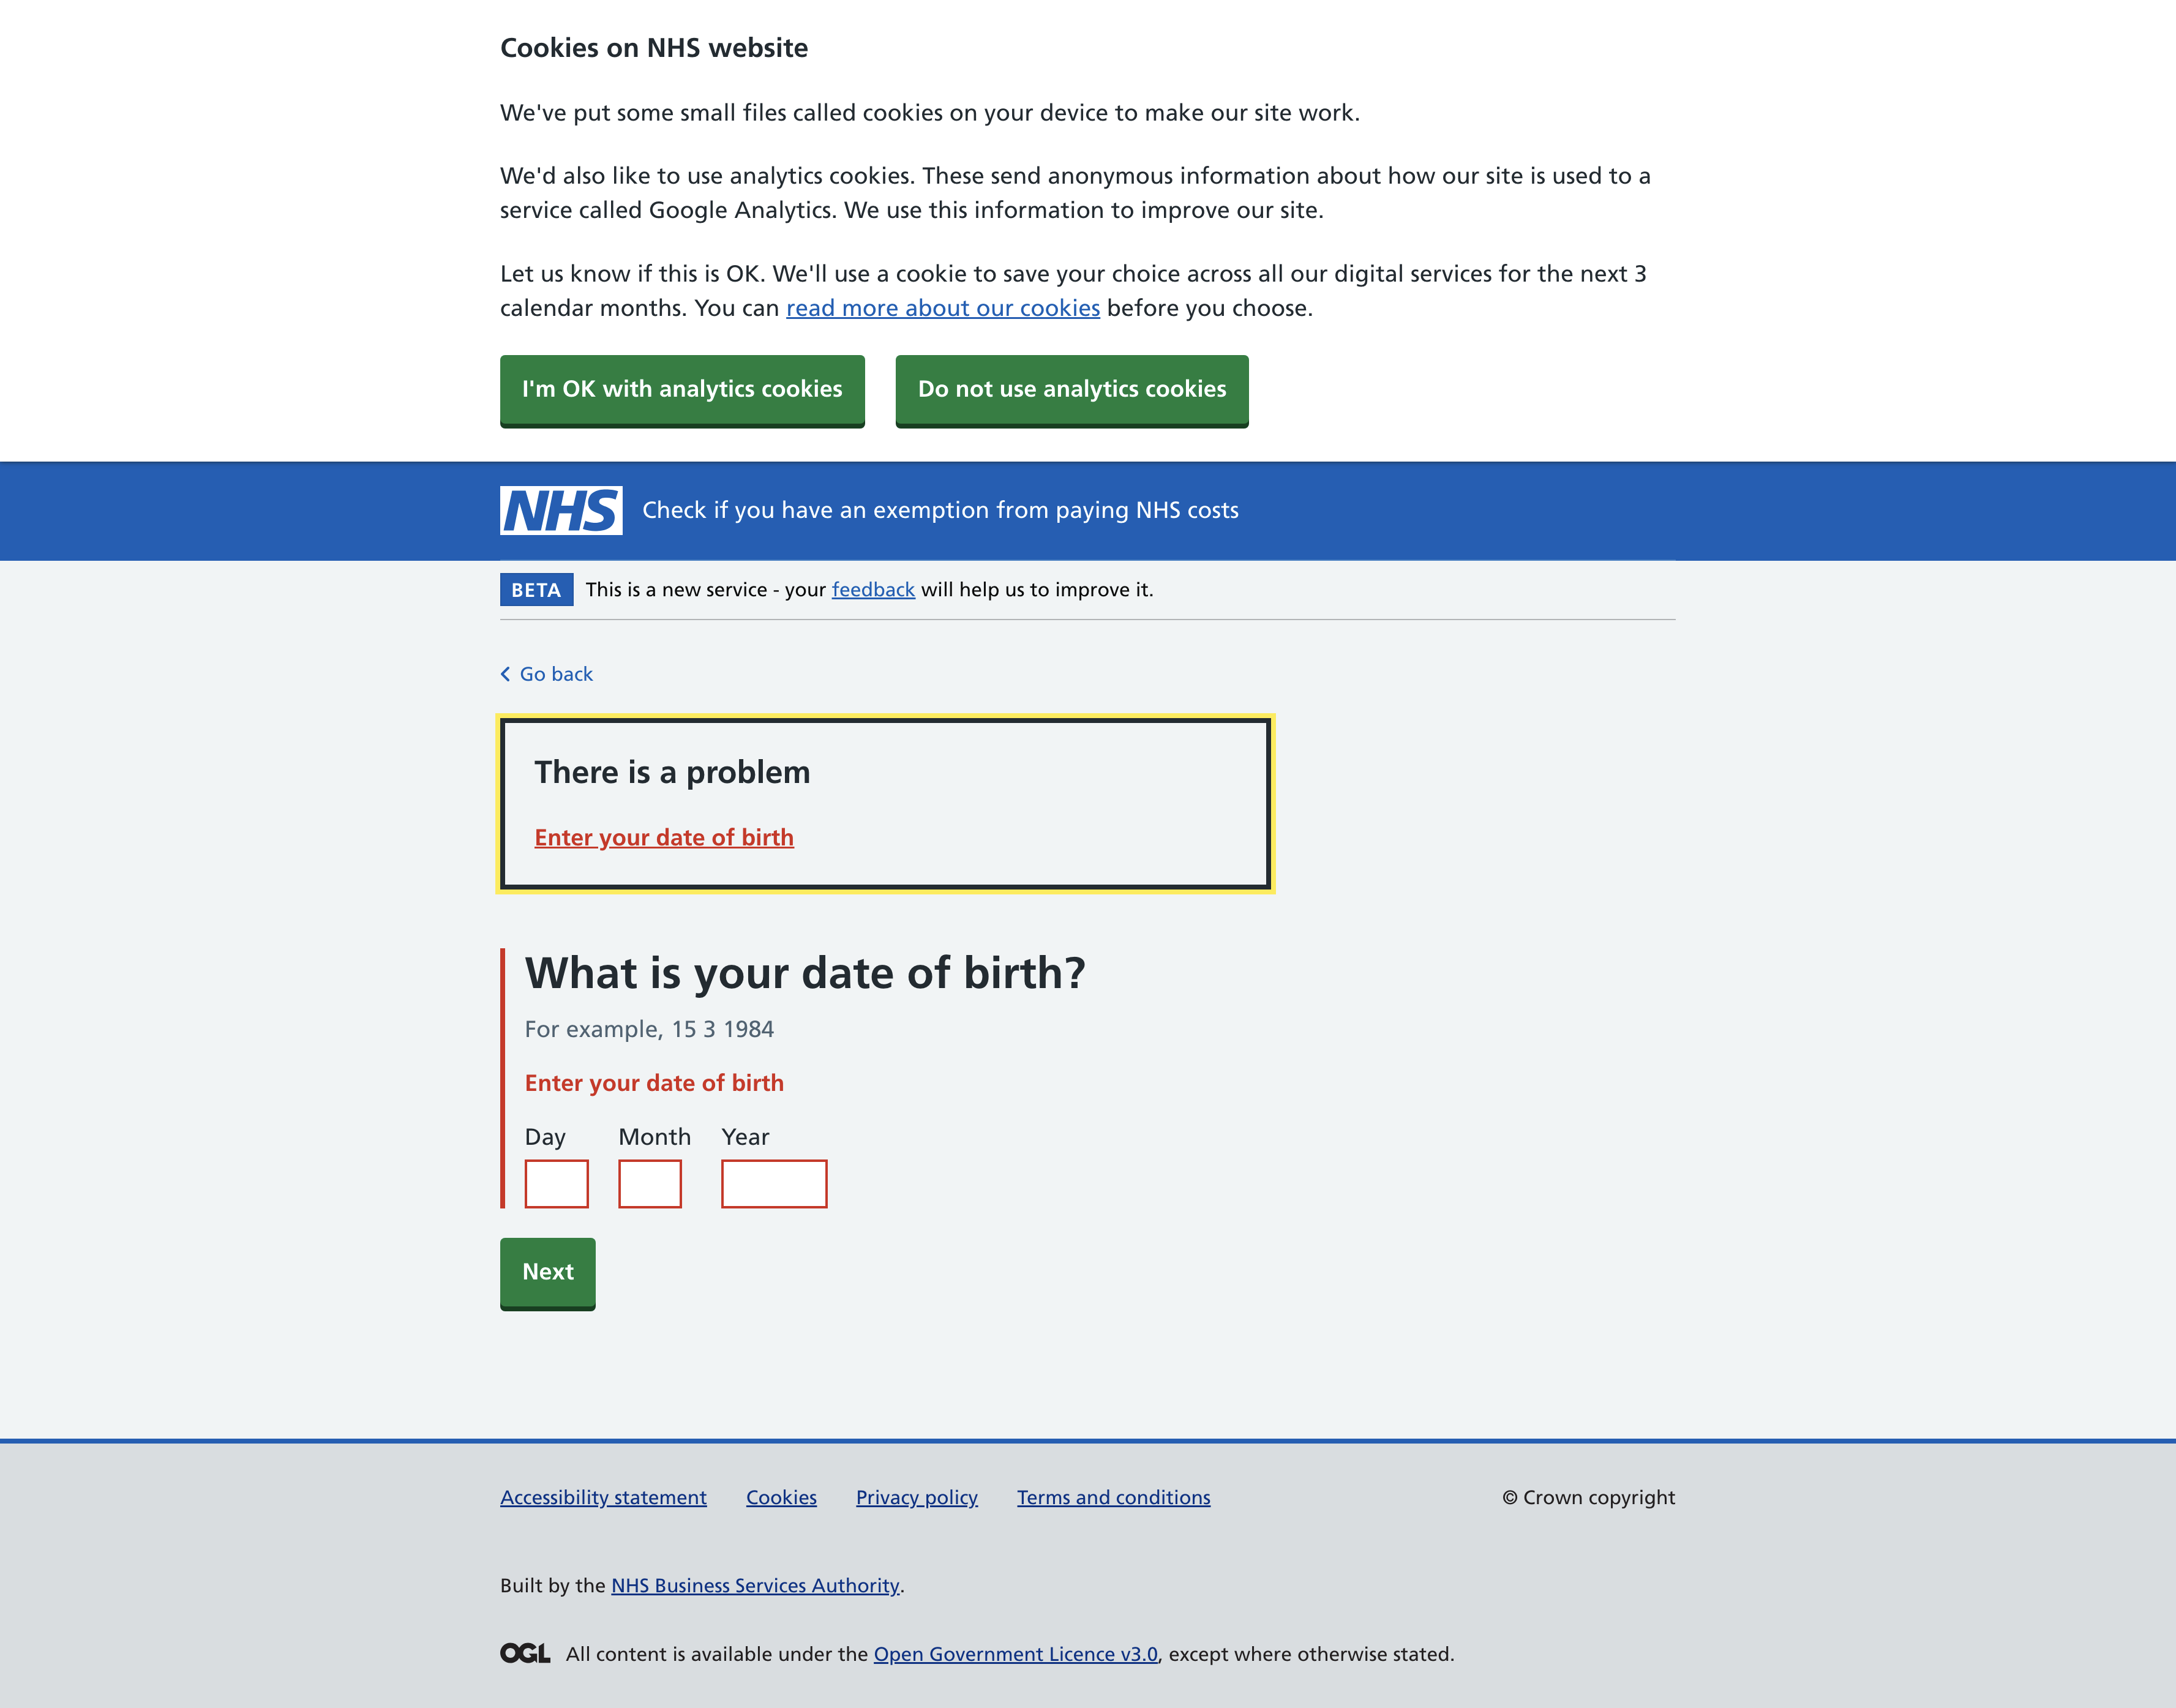 Cookies on NHS website
We've put some small files called cookies on your device to make our site work.
We'd also like to use analytics cookies. These send anonymous information about how our site is used to a
service called Google Analytics. We use this information to improve our site.
Let us know if this is OK. We'll use a cookie to save your choice across all our digital services for the next 3
calendar months. You can read more about our cookies before you choose.
I'm OK with analytics cookies
Do not use analytics cookies
NHS Check if you have an exemption from paying NHS costs
BETA This is a new service - your feedback will help us to improve it.
Go back
There is a problem
Enter your date of birth
What is your date of birth?
For example, 15 3 1984
Enter your date of birth
Day Month Year
Next
Accessibility statement Cookies Privacy policy Terms and conditions © Crown copyright
Built by the NHS Business Services Authority.
OGL All content is available under the Open Government Licence v3.0, except where otherwise stated.